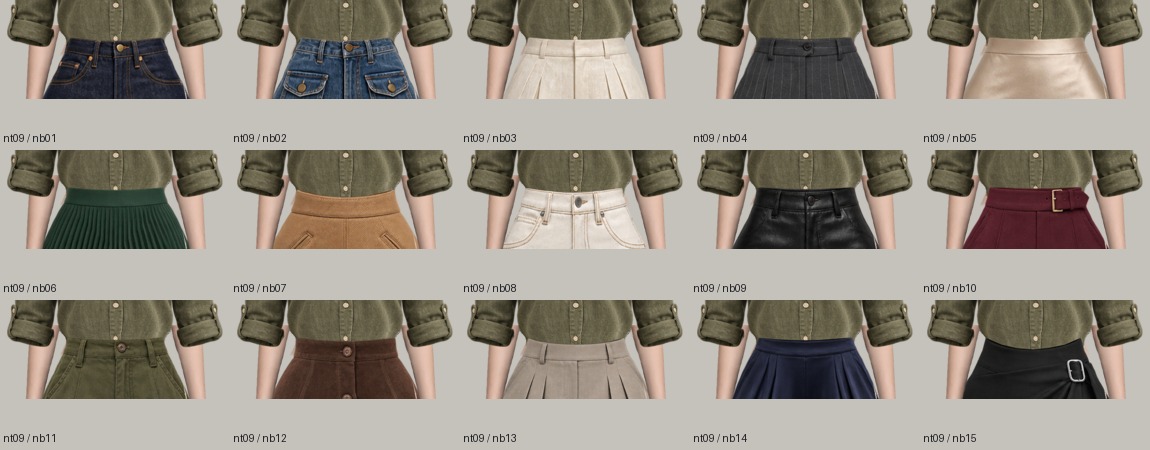 nt09 / nb01
nt09 / nb02
nt09 / nb03
nt09 / nb04
nt09 / nb05
nt09 / nb06
nt09 / nb07
nt09 / nb08
nt09 / nb09
nt09 / nb10
nt09 / nb11
nt09 / nb12
nt09 / nb13
nt09 / nb14
nt09 / nb15